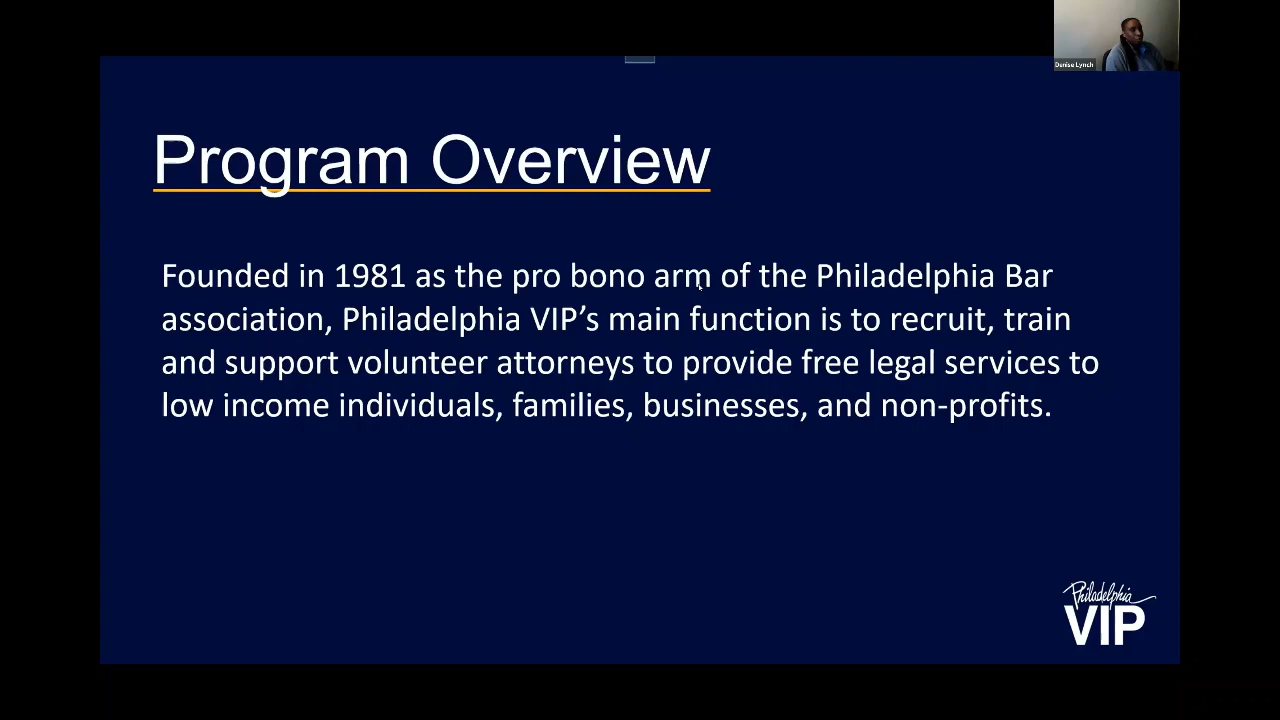 Denise Lynch
Program Overview
Founded in 1981 as the pro bono arm of the Philadelphia Bar
association, Philadelphia VIP’s main function is to recruit, train
and support volunteer attorneys to provide free legal services to
low income individuals, families, businesses, and non-profits.
Philadelphia
VIP